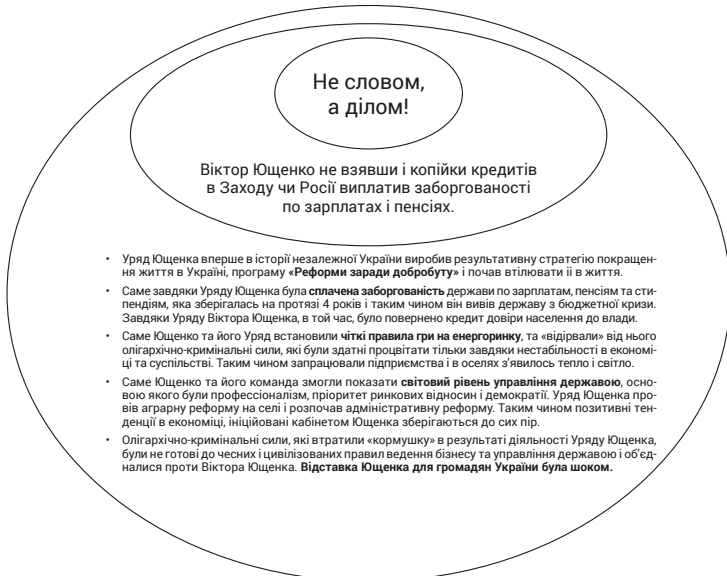 Не словом,
а ділом!
Віктор Ющенко не взявши і копійки кредитів
в Заходу чи Росії виплатив заборгованості
по зарплатах і пенсіях.
• Уряд Ющенка вперше в історії незалежної України виробив результативну стратегію покращен-
ня життя в Україні, програму «Реформи заради добробуту» і почав втілювати іі в життя.
• Саме завдяки Уряду Ющенка була сплачена заборгованість держави по зарплатам, пенсіям та сти-
пендіям, яка зберігалась на протязі 4 років і таким чином він вивів державу з бюджетної кризи.
Завдяки Уряду Віктора Ющенка, в той час, було повернено кредит довіри населення до влади.
• Саме Ющенко та його Уряд встановили чіткі правила гри на енергоринку, та «відірвали» від нього
олігархічно-кримінальні сили, які були здатні процвітати тільки завдяки нестабільності в економі-
ці та суспільстві. Таким чином запрацювали підприємства і в оселях з’явилось тепло і світло.
• Саме Ющенко та його команда змогли показати світовий рівень управління державою, осно-
вою якого були профессіоналізм, пріоритет ринкових відносин і демократії. Уряд Ющенка про-
вів аграрну реформу на селі і розпочав адміністративну реформу. Таким чином позитивні тен-
денції в економіці, ініційовані кабінетом Ющенка зберігаються до сих пір.
• Олігархічно-кримінальні сили, які втратили «кормушку» в результаті діяльності Уряду Ющенка,
були не готові до чесних і цивілізованих правил ведення бізнесу та управління державою і об’єд-
налися проти Віктора Ющенка. Відставка Ющенка для громадян України була шоком.